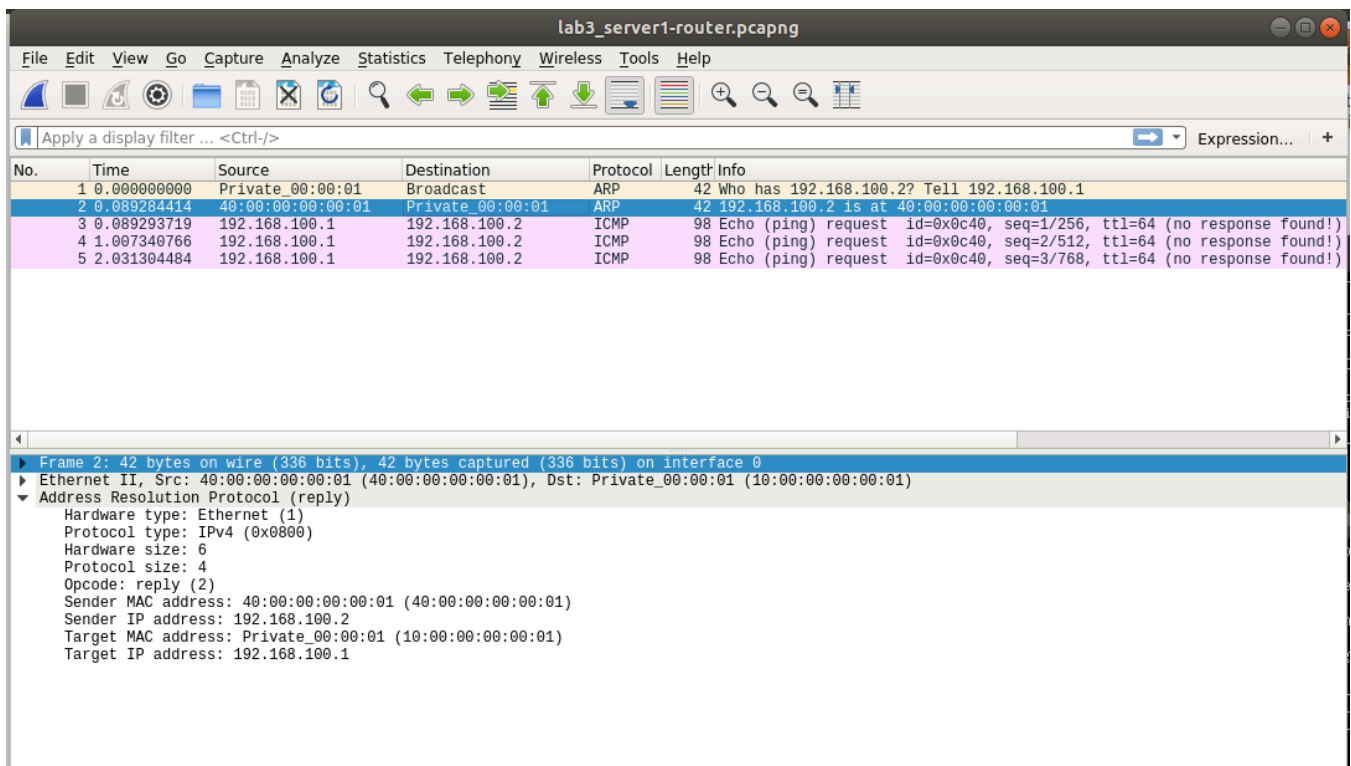 lab3_server1-router.pcapng
File Edit View Go Capture Analyze Statistics Telephony Wireless Tools Help
Apply a display filter ... <Ctrl-/> Expression... +
No. Time Source Destination Protocol Length Info
1 0.000000000 Private_00:00:01 Broadcast ARP 42 Who has 192.168.100.2? Tell 192.168.100.1
2 0.089284414 40:00:00:00:00:01 Private_00:00:01 ARP 42 192.168.100.2 is at 40:00:00:00:00:01
3 0.089293719 192.168.100.1 192.168.100.2 ICMP 98 Echo (ping) request id=0x0c40, seq=1/256, ttl=64 (no response found!)
4 1.007340766 192.168.100.1 192.168.100.2 ICMP 98 Echo (ping) request id=0x0c40, seq=2/512, ttl=64 (no response found!)
5 2.031304484 192.168.100.1 192.168.100.2 ICMP 98 Echo (ping) request id=0x0c40, seq=3/768, ttl=64 (no response found!)
Frame 2: 42 bytes on wire (336 bits), 42 bytes captured (336 bits) on interface 0
Ethernet II, Src: 40:00:00:00:00:01 (40:00:00:00:00:01), Dst: Private_00:00:01 (10:00:00:00:00:01)
Address Resolution Protocol (reply)
Hardware type: Ethernet (1)
Protocol type: IPv4 (0x0800)
Hardware size: 6
Protocol size: 4
Opcode: reply (2)
Sender MAC address: 40:00:00:00:00:01 (40:00:00:00:00:01)
Sender IP address: 192.168.100.2
Target MAC address: Private_00:00:01 (10:00:00:00:00:01)
Target IP address: 192.168.100.1